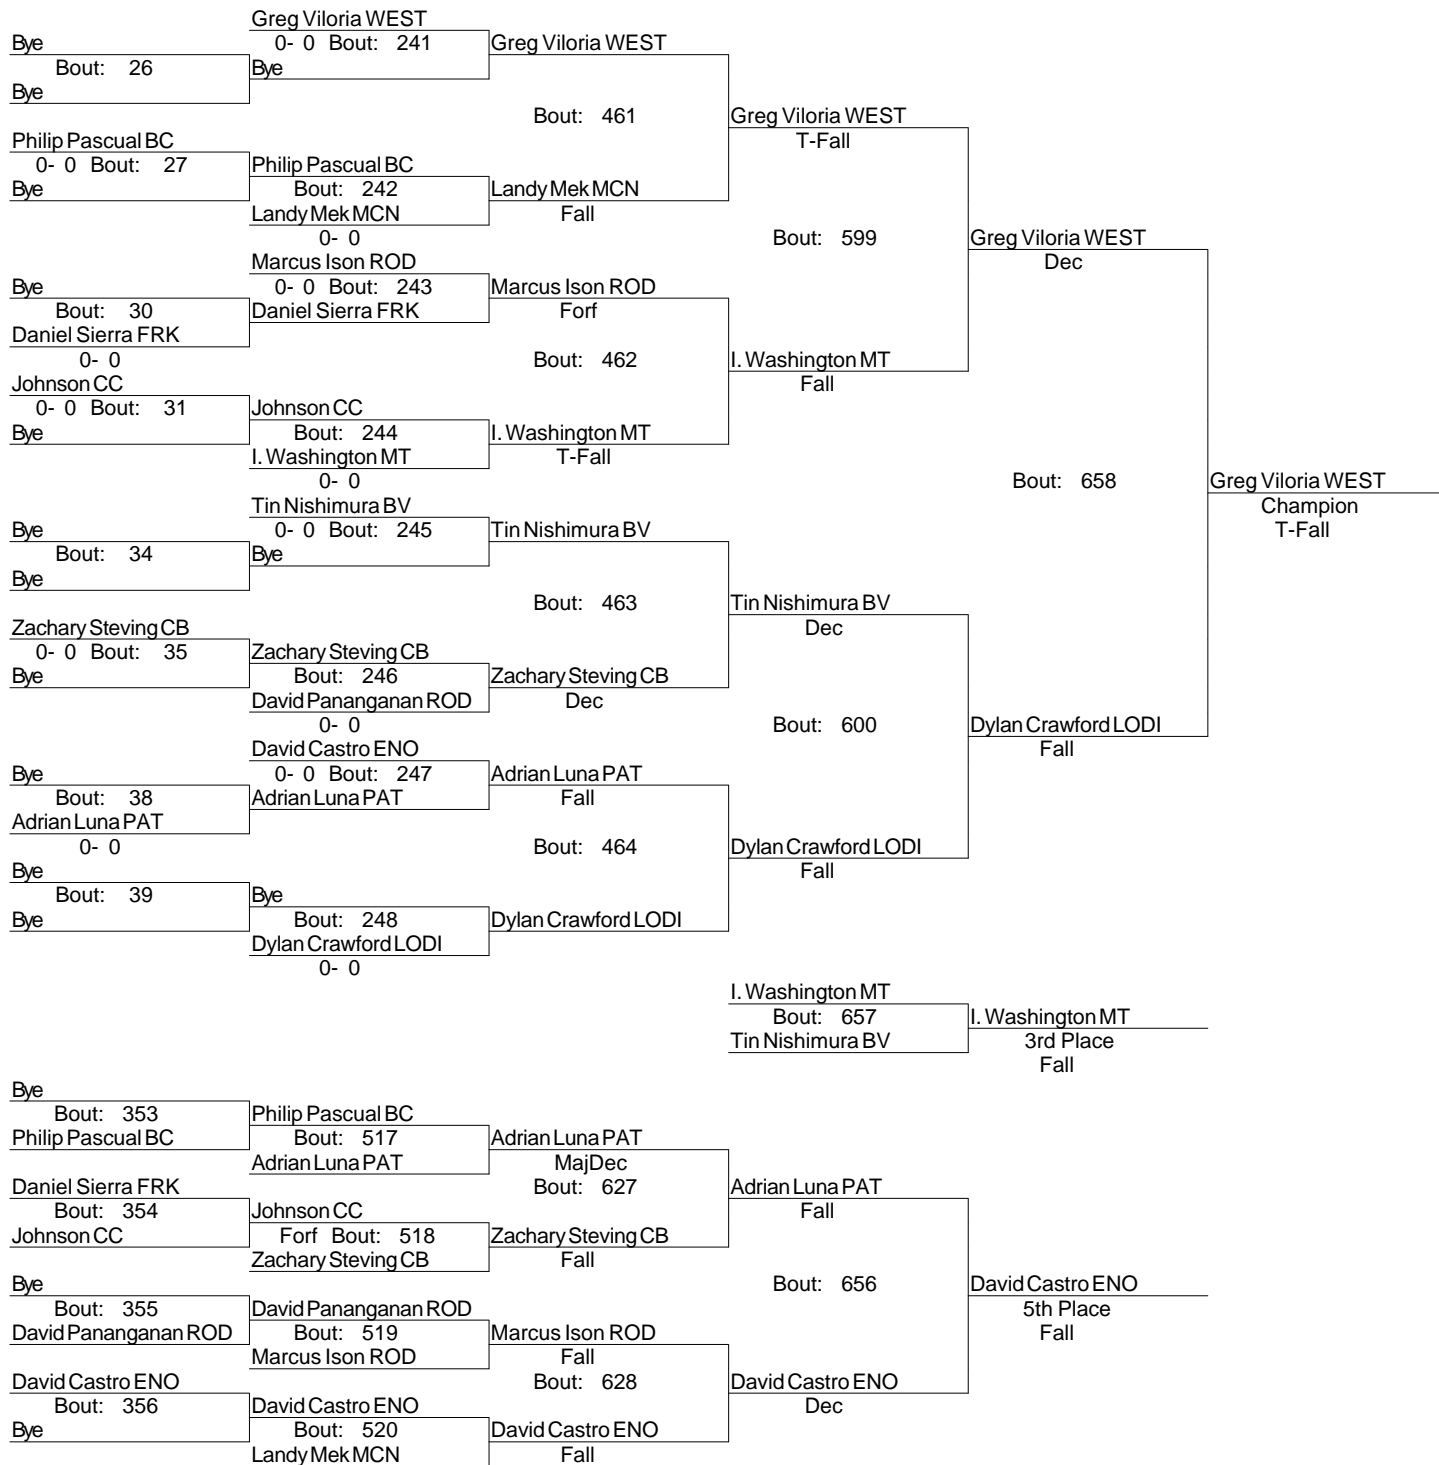 Greg Viloria WEST
Bye
0- 0 Bout: 241
Greg Viloria WEST
Bout: 26
Bye
Bye
Bout: 461
Greg Viloria WEST
Philip Pascual BC
T-Fall
0- 0 Bout: 27
Philip Pascual BC
Bye
Bout: 242
Landy Mek MCN
Landy Mek MCN
Fall
0- 0
Bout: 599
Greg Viloria WEST
Marcus Ison ROD
Dec
Bye
0- 0 Bout: 243
Marcus Ison ROD
Bout: 30
Daniel Sierra FRK
Forf
Daniel Sierra FRK
0- 0
Bout: 462
I. Washington MT
Johnson CC
Fall
0- 0 Bout: 31
Johnson CC
Bye
Bout: 244
I. Washington MT
I. Washington MT
T-Fall
0- 0
Bout: 658
Greg Viloria WEST
Tin Nishimura BV
Champion
Bye
0- 0 Bout: 245
Tin Nishimura BV
T-Fall
Bout: 34
Bye
Bye
Bout: 463
Tin Nishimura BV
Zachary Steving CB
Dec
0- 0 Bout: 35
Zachary Steving CB
Bye
Bout: 246
Zachary Steving CB
David Pananganan ROD
Dec
0- 0
Bout: 600
Dylan Crawford LODI
David Castro ENO
Fall
Bye
0- 0 Bout: 247
Adrian Luna PAT
Bout: 38
Adrian Luna PAT
Fall
Adrian Luna PAT
0- 0
Bout: 464
Dylan Crawford LODI
Bye
Fall
Bout: 39
Bye
Bye
Bout: 248
Dylan Crawford LODI
Dylan Crawford LODI
0- 0
I. Washington MT
Bout: 657
I. Washington MT
Tin Nishimura BV
3rd Place
Fall
Bye
Bout: 353
Philip Pascual BC
Philip Pascual BC
Bout: 517
Adrian Luna PAT
Adrian Luna PAT
MajDec
Daniel Sierra FRK
Bout: 627
Adrian Luna PAT
Bout: 354
Johnson CC
Fall
Johnson CC
Forf Bout: 518
Zachary Steving CB
Zachary Steving CB
Fall
Bye
Bout: 656
David Castro ENO
Bout: 355
David Pananganan ROD
5th Place
David Pananganan ROD
Bout: 519
Marcus Ison ROD
Fall
Marcus Ison ROD
Fall
David Castro ENO
Bout: 628
David Castro ENO
Bout: 356
David Castro ENO
Dec
Bye
Bout: 520
David Castro ENO
Landy Mek MCN
Fall